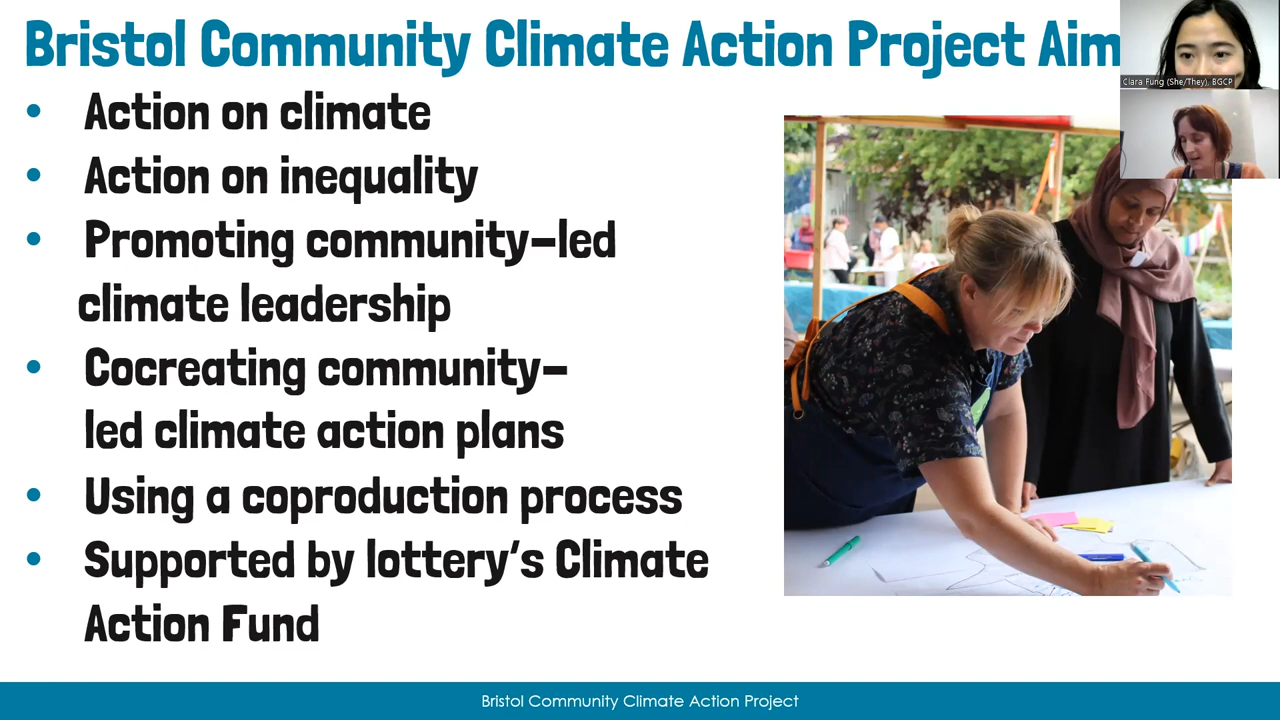 Bristol Community Climate Action Project Aim
Clara Fung (She/They), BGCP
• Action on climate
• Action on inequality
• Promoting community-led
climate leadership
• Cocreating community-
led climate action plans
• Using a coproduction process
• Supported by lottery's Climate
Action Fund
Bristol Community Climate Action Project